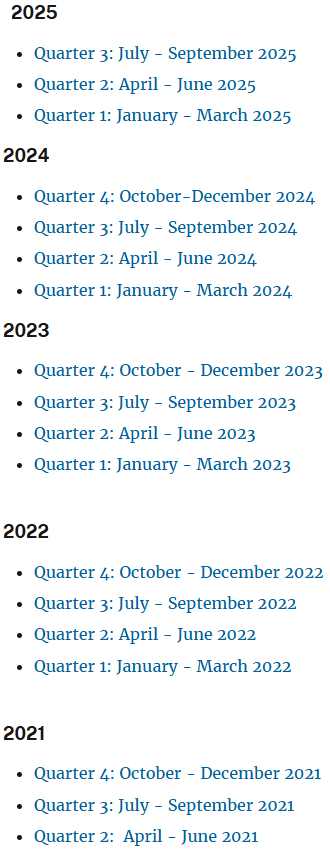 2025
• Quarter 3: July - September 2025
• Quarter 2: April - June 2025
• Quarter 1: January - March 2025
2024
• Quarter 4: October-December 2024
• Quarter 3: July - September 2024
• Quarter 2: April - June 2024
• Quarter 1: January - March 2024
2023
• Quarter 4: October - December 2023
• Quarter 3: July - September 2023
• Quarter 2: April - June 2023
• Quarter 1: January - March 2023
2022
• Quarter 4: October - December 2022
• Quarter 3: July - September 2022
• Quarter 2: April - June 2022
• Quarter 1: January - March 2022
2021
• Quarter 4: October - December 2021
• Quarter 3: July - September 2021
• Quarter 2:  April - June 2021